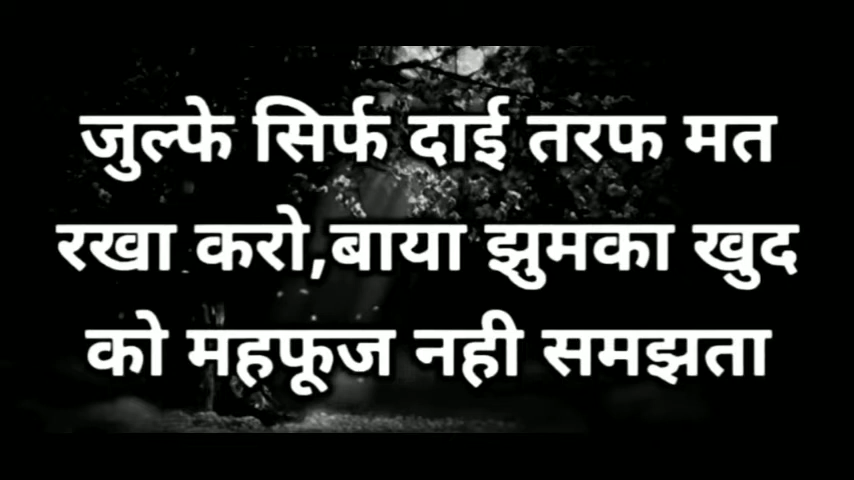 जुल्फे सिर्फ दाई तरफ मत
रखा करो,बाया झुमका खुद
को महफूज नही समझता